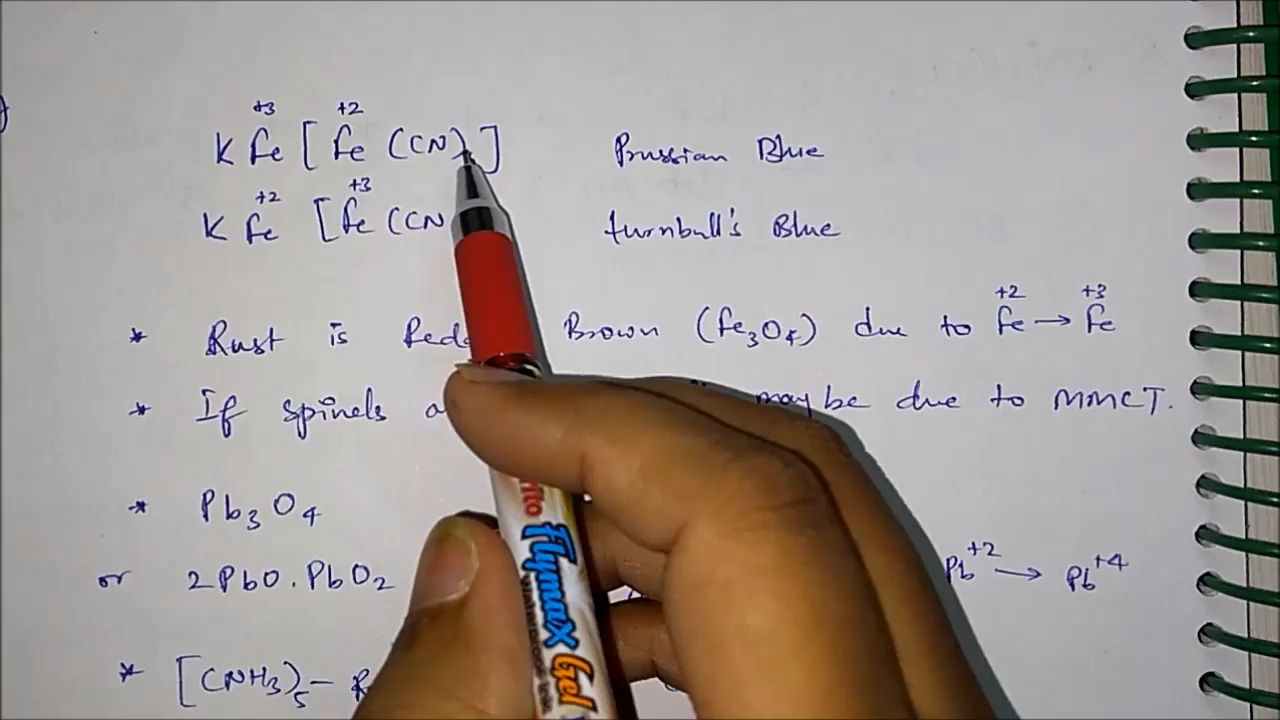 +3 +2
K Fe [ Fe (CN) ] Prussian Blue
+2 +3
K Fe [Fe (CN turnbull's Blue
+2 +3
* Rust is Brown (Fe3O4) due to Fe → Fe
* If spinels may be due to MMCT.
* Pb3O4
or 2PbO.PbO2 Pb+2 → Pb+4
* [(NH3)5 –
Flymax Gel